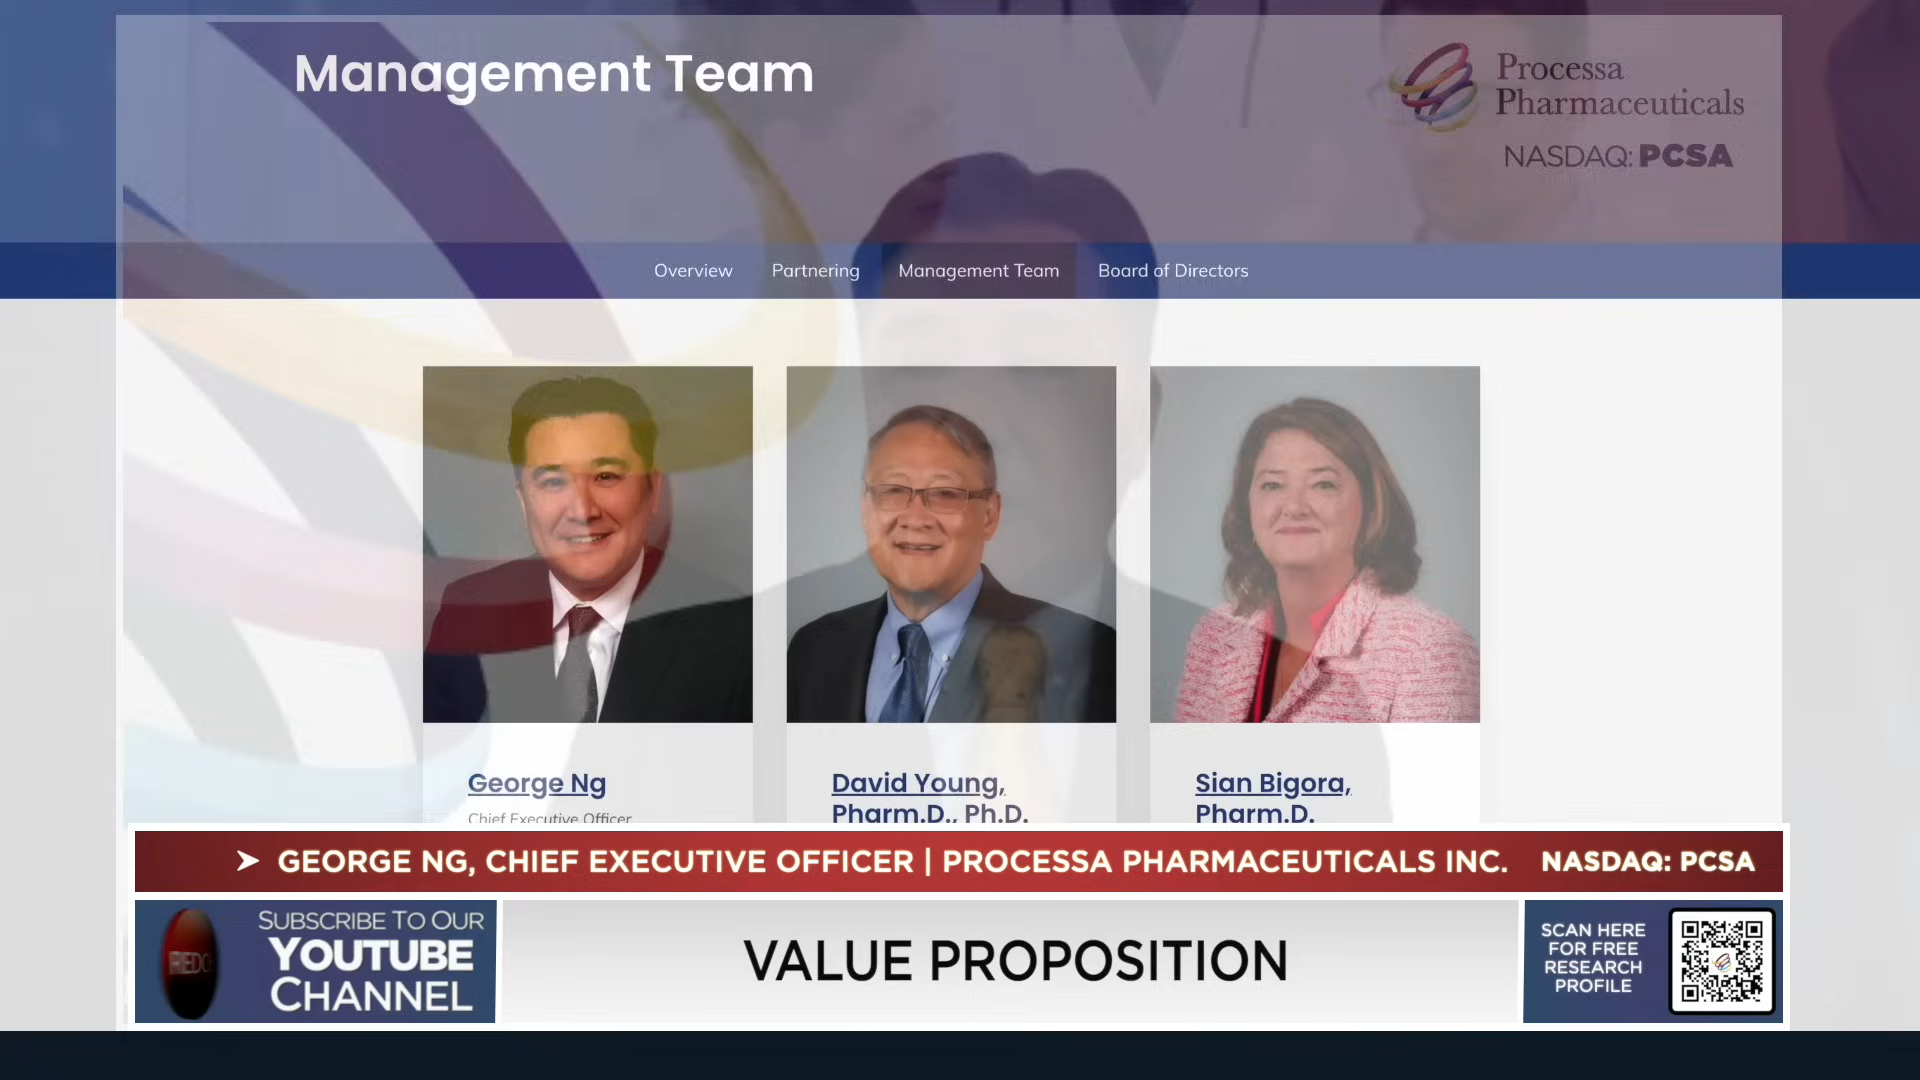 Management Team
Processa
Pharmaceuticals
NASDAQ: PCSA
Overview Partnering Management Team Board of Directors
George Ng
Chief Executive Officer
David Young,
Pharm.D., Ph.D.
Sian Bigora,
Pharm.D.
➤ GEORGE NG, CHIEF EXECUTIVE OFFICER | PROCESSA PHARMACEUTICALS INC. NASDAQ: PCSA
SUBSCRIBE TO OUR
YOUTUBE
CHANNEL
VALUE PROPOSITION
SCAN HERE
FOR FREE
RESEARCH
PROFILE